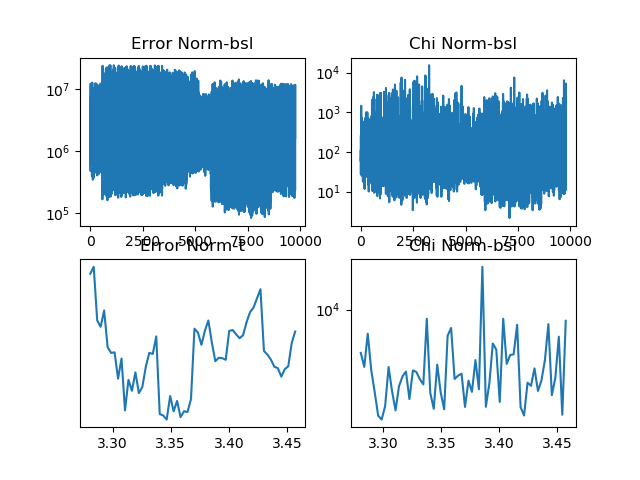 Error Norm-bsl
Chi Norm-bsl
10⁷
10⁶
10⁵
0 2500 5000 7500 10000
10⁴
10³
10²
10¹
0 2500 5000 7500 10000
Error Norm-t
Chi Norm-bsl
3.30 3.35 3.40 3.45
10⁴
3.30 3.35 3.40 3.45